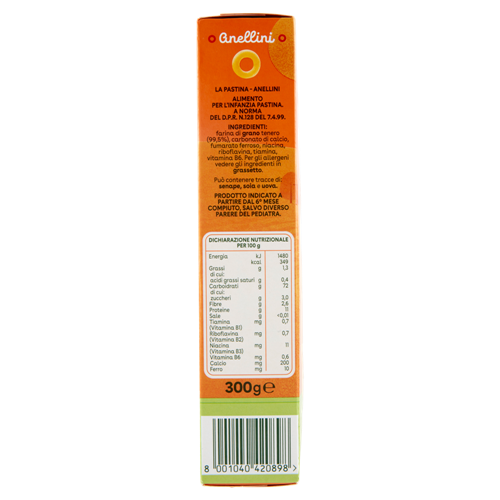 Anellini
LA PASTINA - ANELLINI
ALIMENTO
PER L'INFANZIA PASTINA.
A NORMA
DEL D.P.R. N.128 DEL 7.4.99.
INGREDIENTI:
farina di grano tenero
(99,5%), carbonato di calcio,
fumarato ferroso, niacina,
riboflavina, tiamina,
vitamina B6. Per gli allergeni
vedere gli ingredienti in
grassetto.
Può contenere tracce di:
senape, soia e uova.
PRODOTTO INDICATO A
PARTIRE DAL 6° MESE
COMPIUTO, SALVO DIVERSO
PARERE DEL PEDIATRA.
DICHIARAZIONE NUTRIZIONALE
PER 100 g
Energia kJ 1480
kcal 349
Grassi g 1,3
di cui:
acidi grassi saturi g 0,4
Carboidrati g 72
di cui:
zuccheri g 3,0
Fibre g 2,6
Proteine g 11
Sale g <0,01
Tiamina mg 0,7
(Vitamina B1)
Riboflavina mg 0,7
(Vitamina B2)
Niacina mg 11
(Vitamina B3)
Vitamina B6 mg 0,6
Calcio mg 200
Ferro mg 10
300g e
8 001040 420898 >